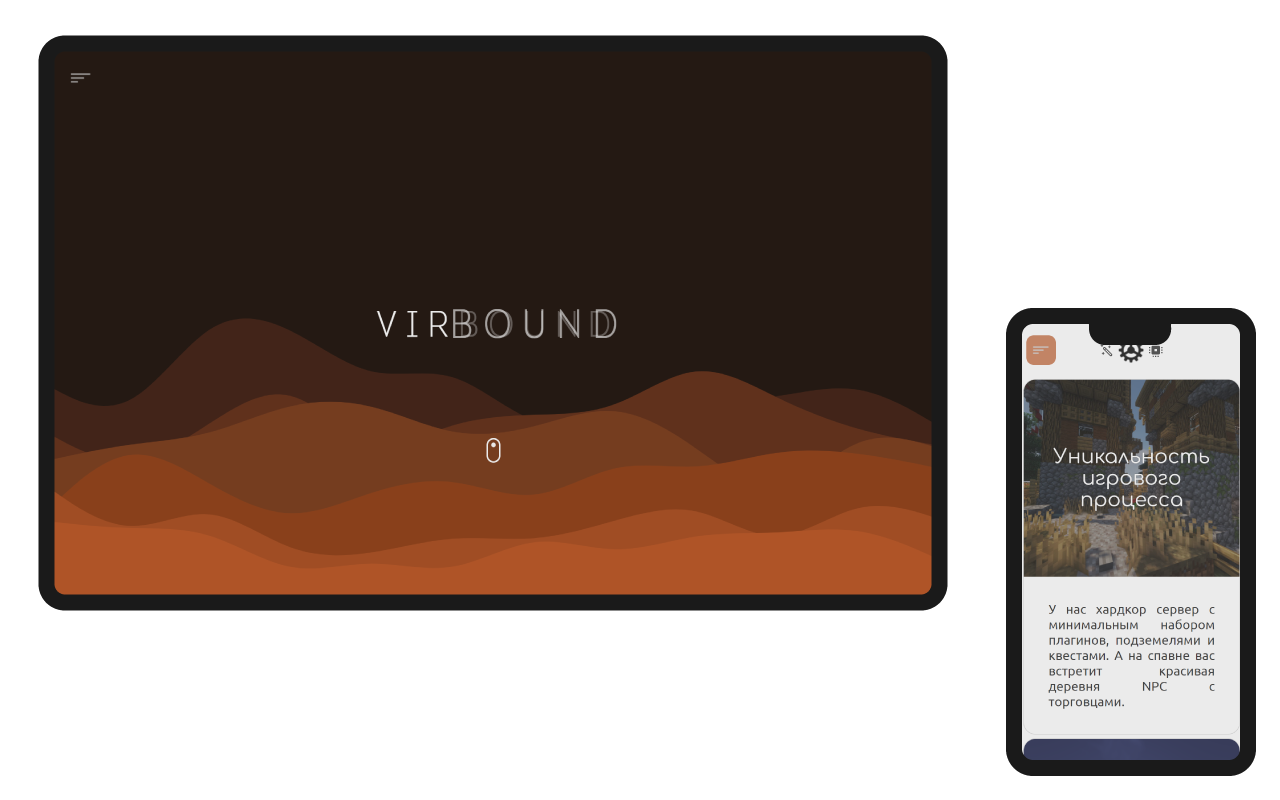 VIRBOUND
Уникальность
игрового
процесса
У нас хардкор сервер с
минимальным набором
плагинов, подземелями и
квестами. А на спавне вас
встретит красивая
деревня NPC с
торговцами.